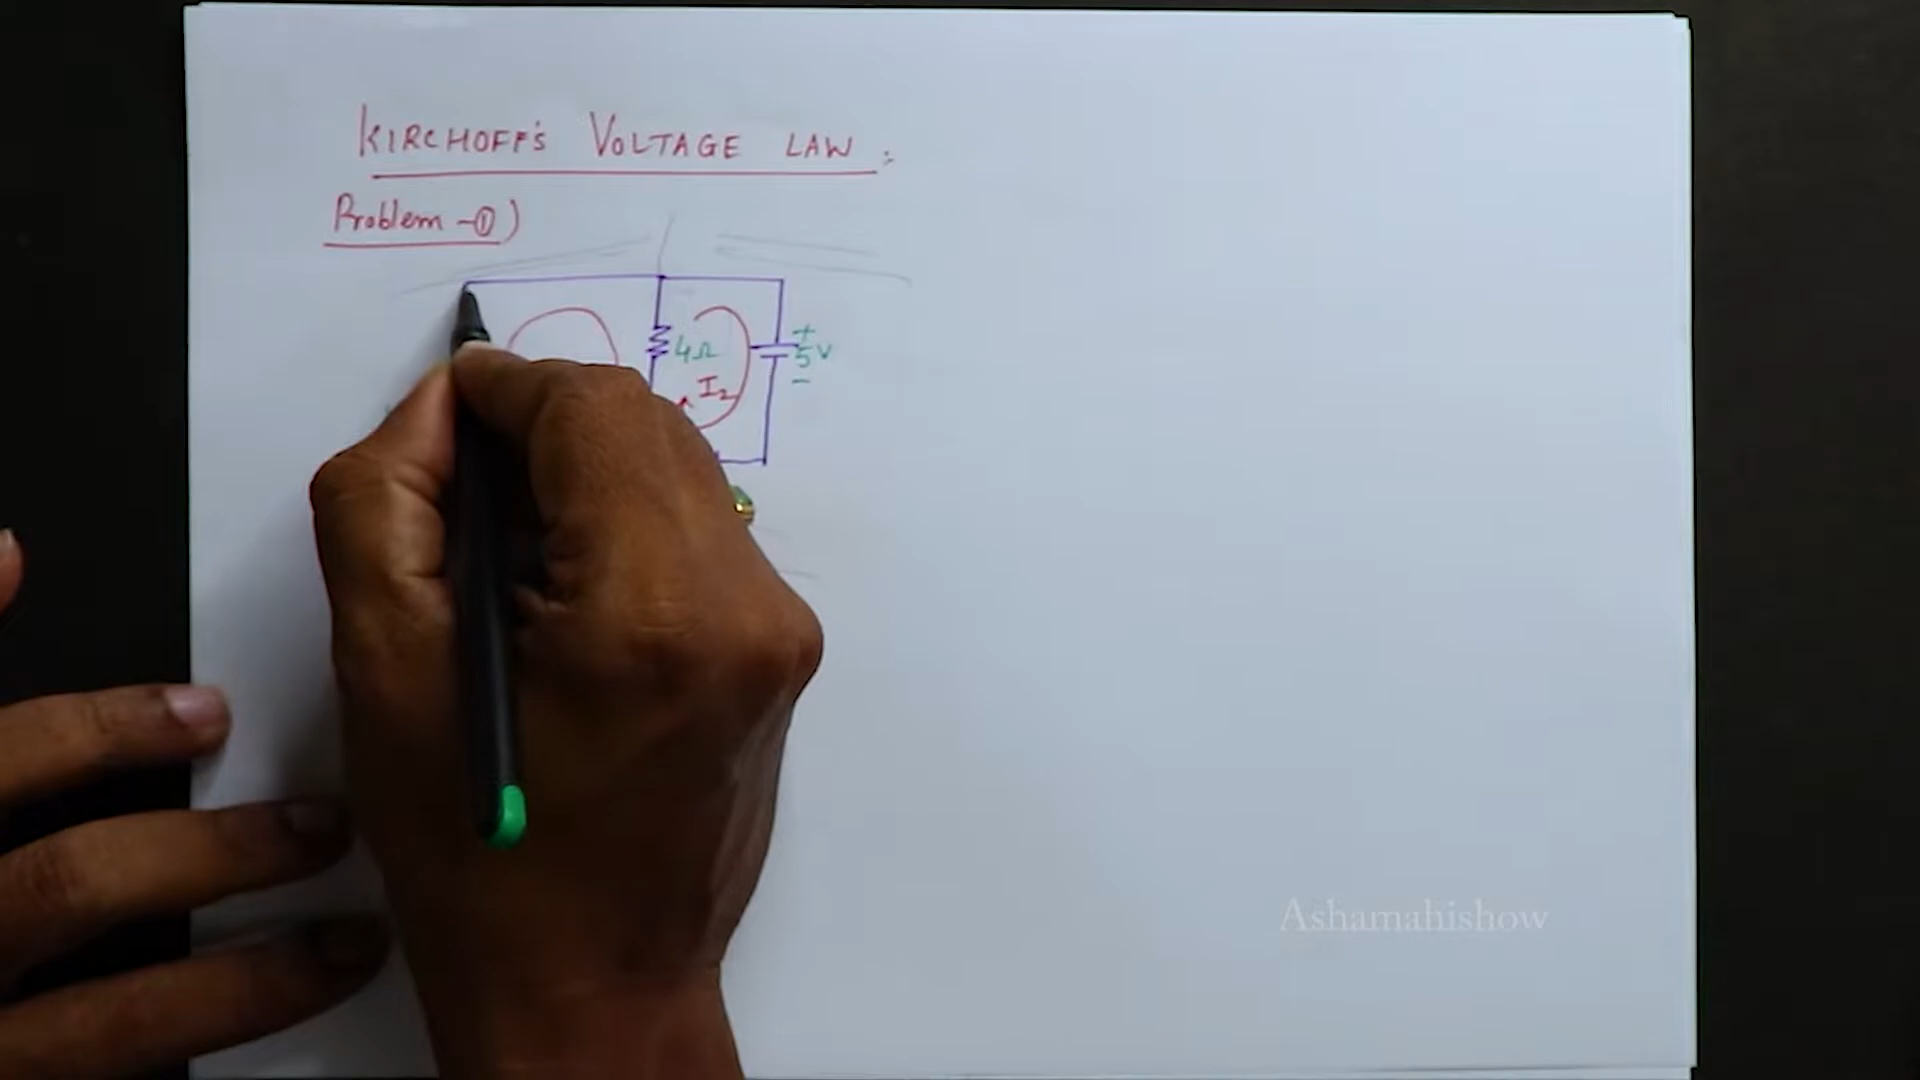 KIRCHOFF'S VOLTAGE LAW :
Problem -①)
4Ω
+
5V
-
I₂
Ashamahishow